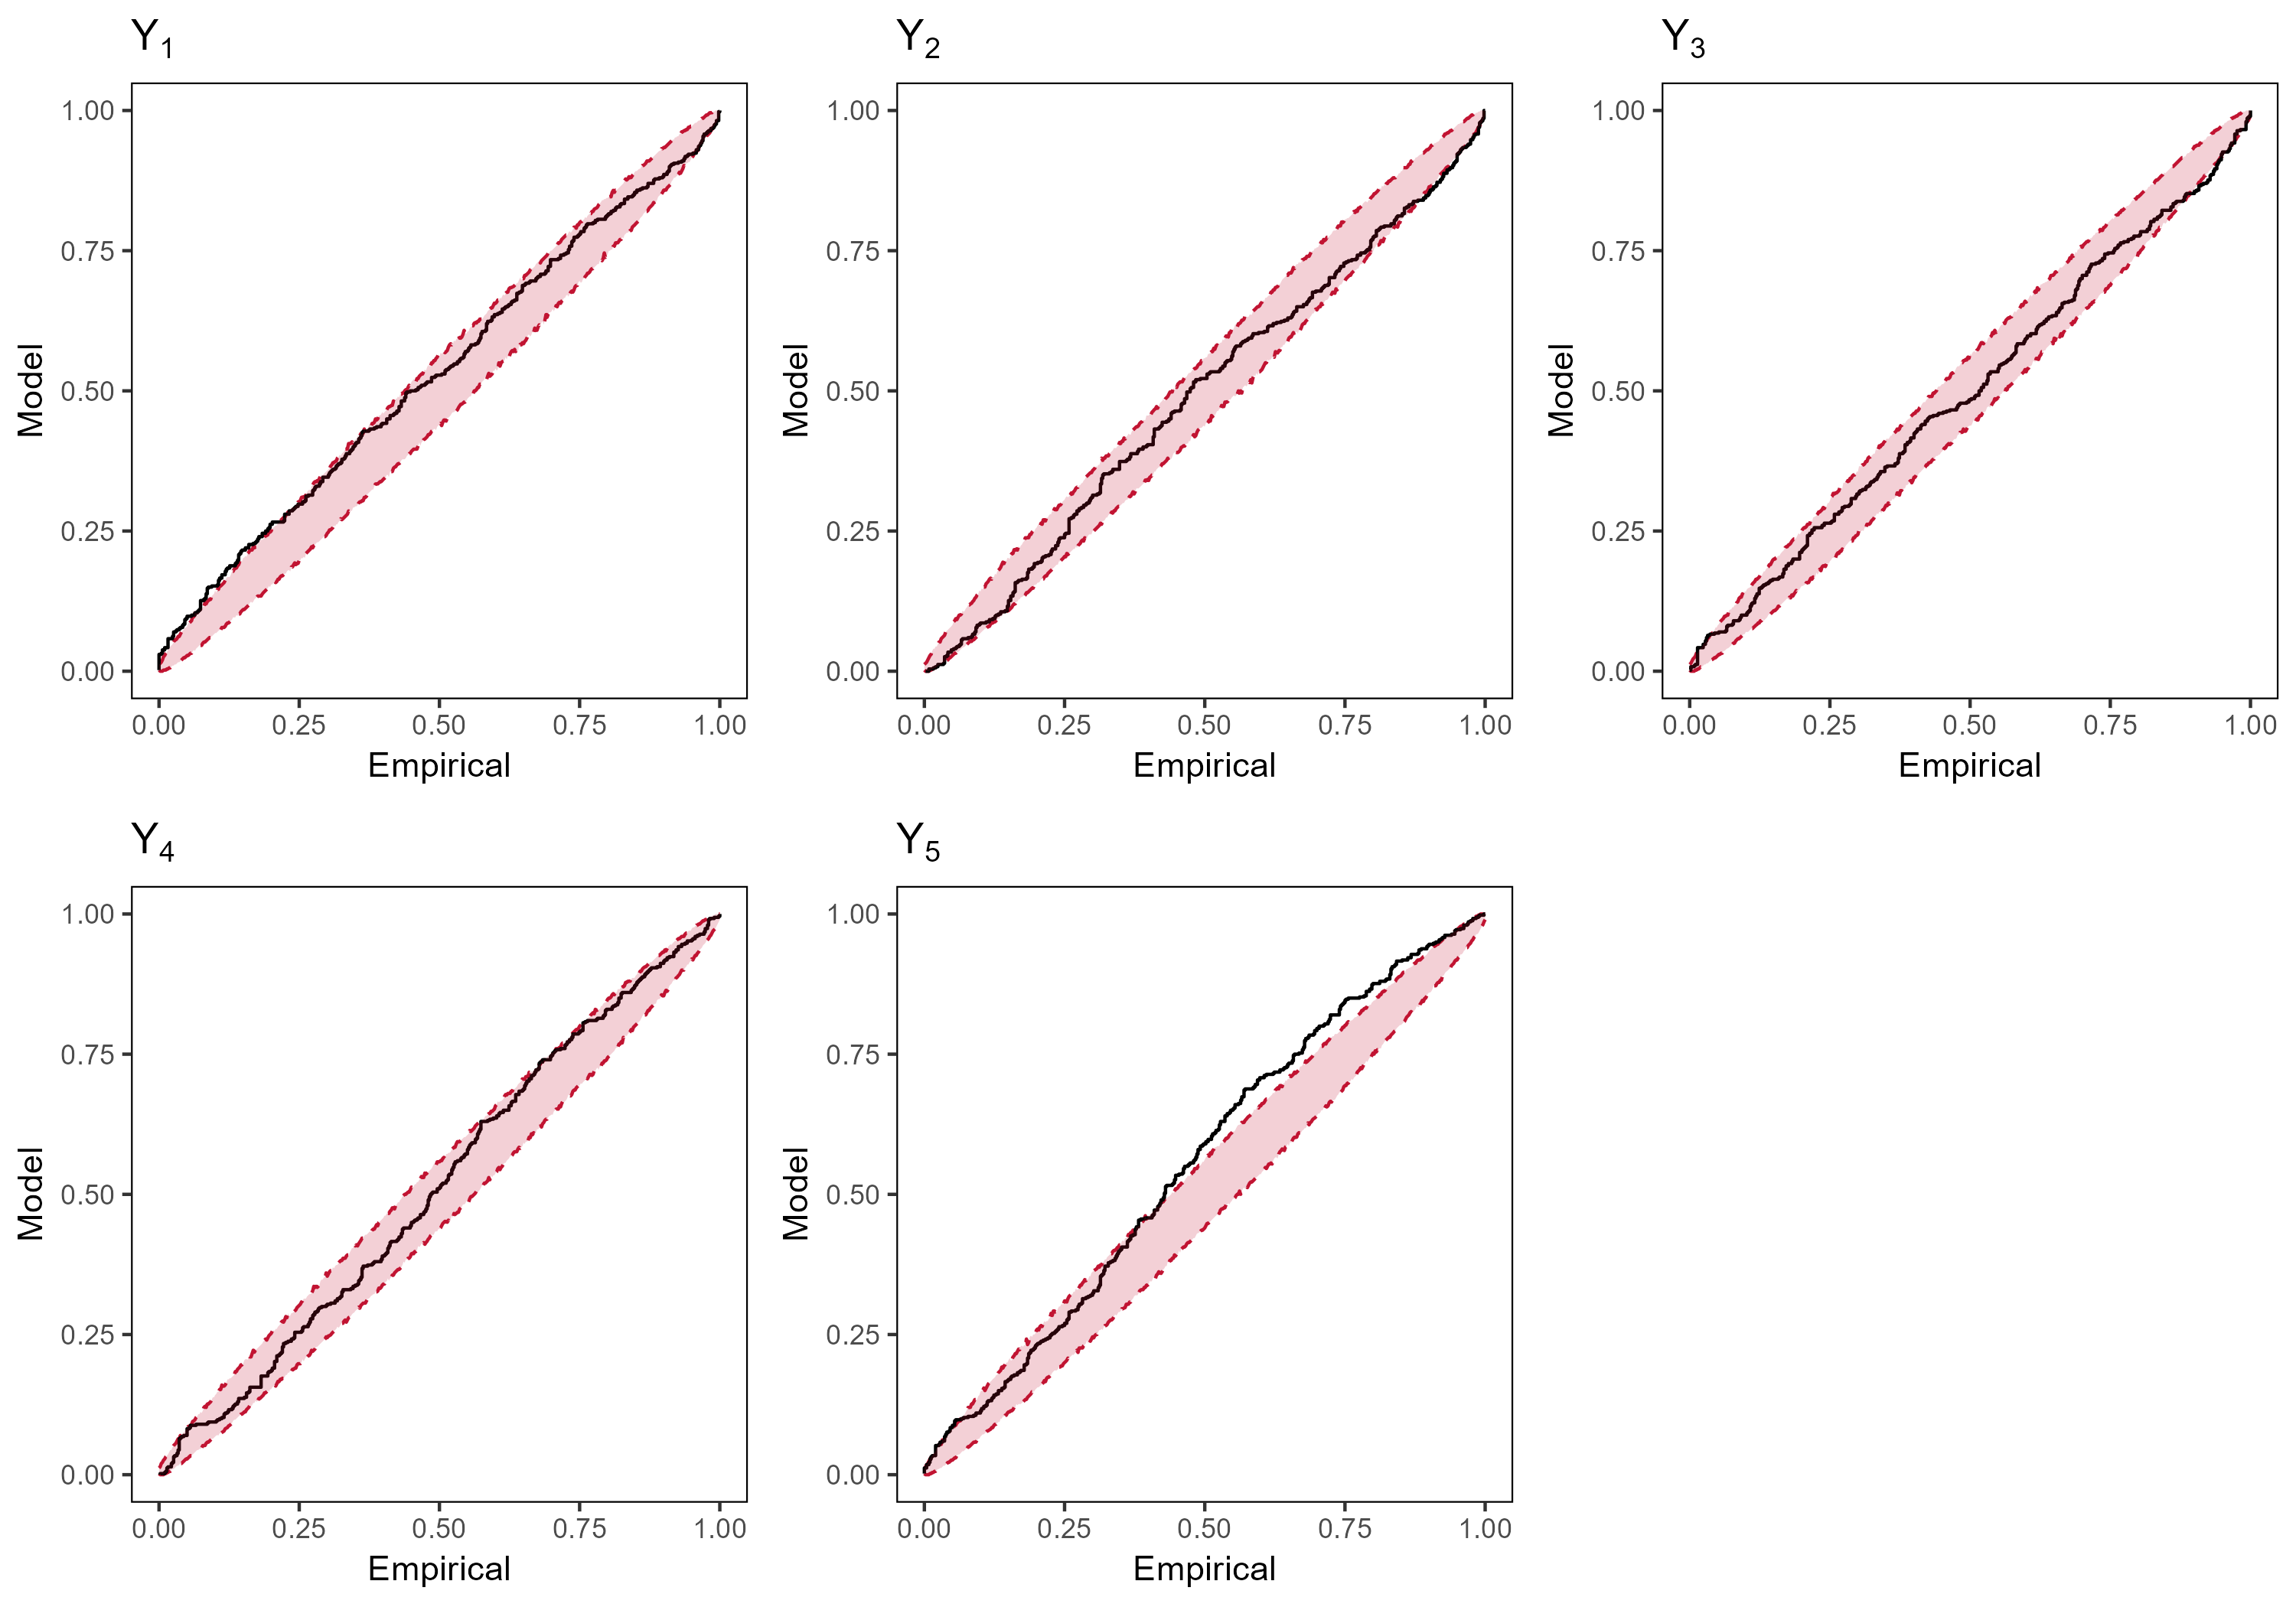 Y1 Y2 Y3
1.00 1.00 1.00
0.75 0.75 0.75
Model Model Model
0.50 0.50 0.50
0.25 0.25 0.25
0.00 0.00 0.00
0.00 0.25 0.50 0.75 1.00 0.00 0.25 0.50 0.75 1.00 0.00 0.25 0.50 0.75 1.00
Empirical Empirical Empirical
Y4 Y5
1.00 1.00
0.75 0.75
Model Model
0.50 0.50
0.25 0.25
0.00 0.00
0.00 0.25 0.50 0.75 1.00 0.00 0.25 0.50 0.75 1.00
Empirical Empirical